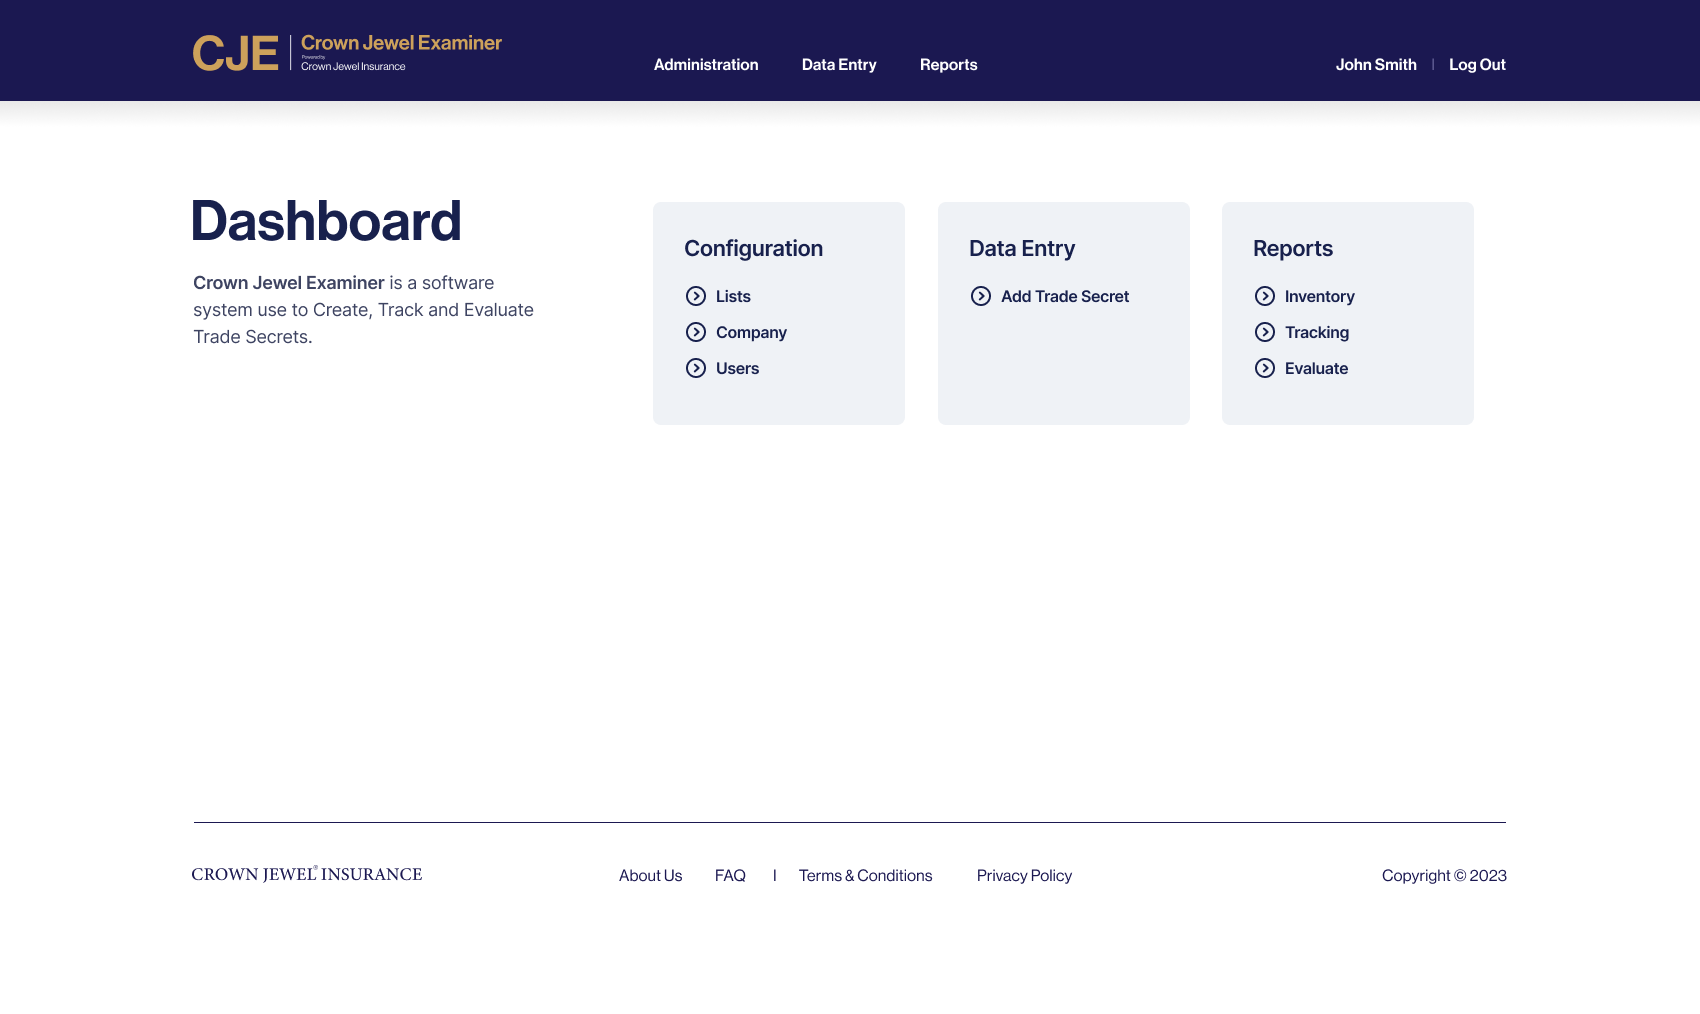 CJE
Crown Jewel Examiner
Powered by
Crown Jewel Insurance
Administration Data Entry Reports
John Smith | Log Out
Dashboard
Crown Jewel Examiner is a software
system use to Create, Track and Evaluate
Trade Secrets.
Configuration
Lists
Company
Users
Data Entry
Add Trade Secret
Reports
Inventory
Tracking
Evaluate
CROWN JEWEL® INSURANCE
About Us FAQ | Terms & Conditions Privacy Policy
Copyright © 2023